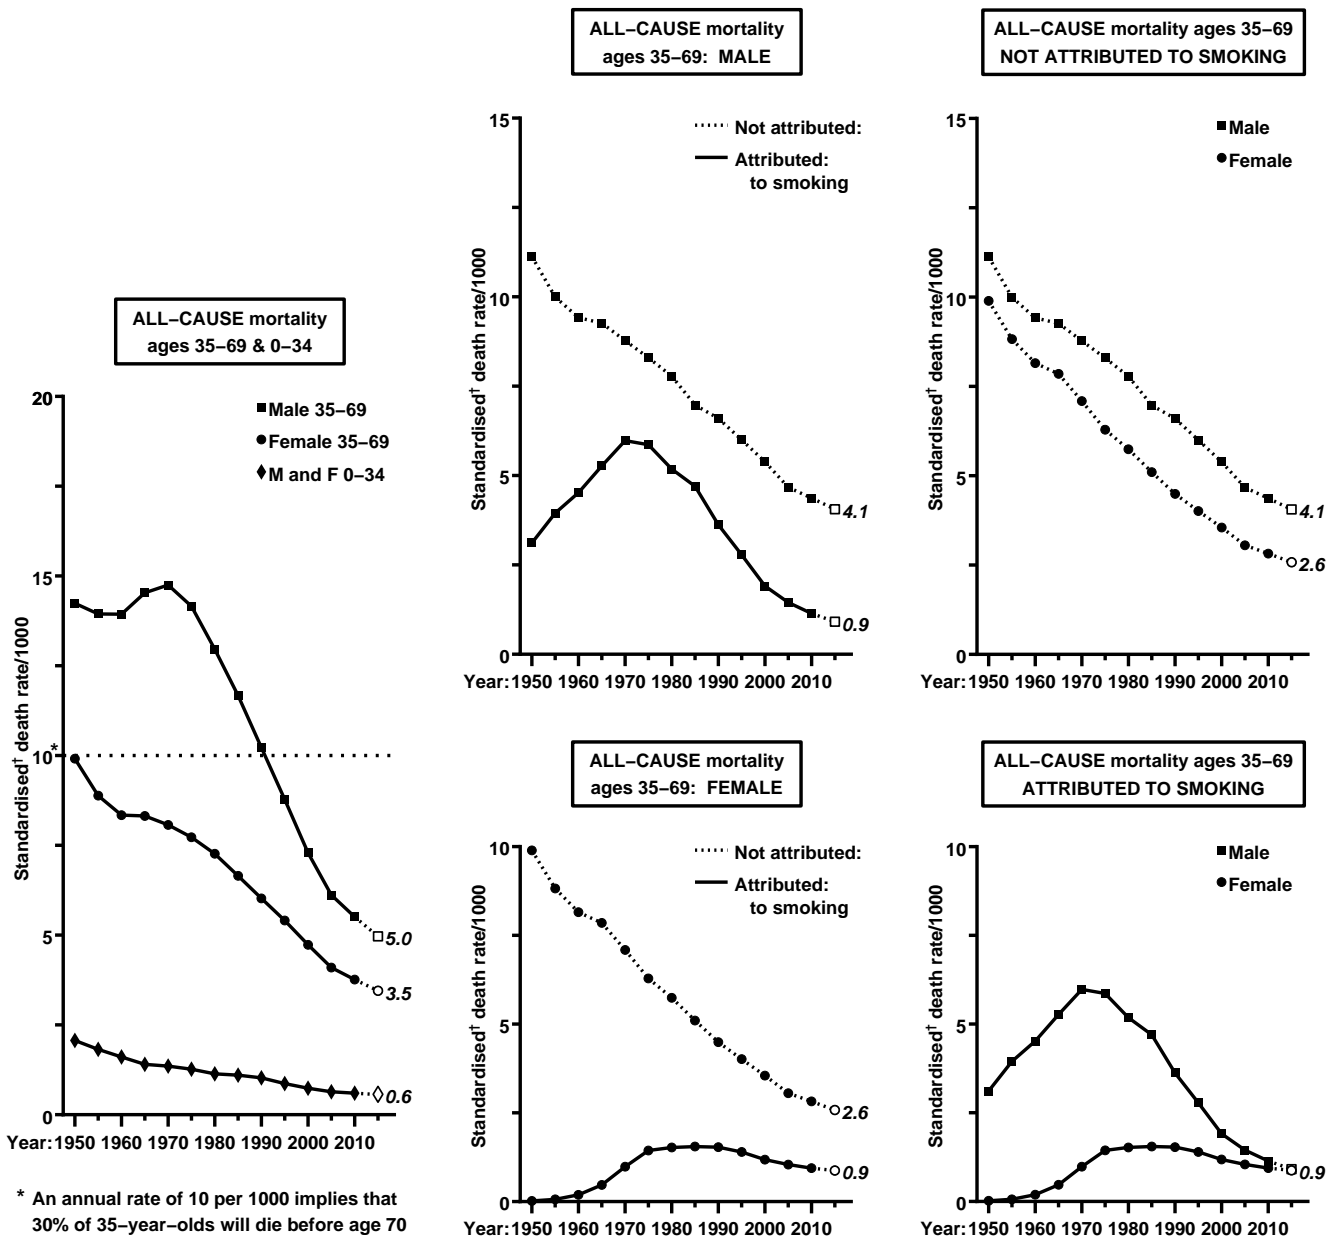 ALL–CAUSE mortality
ages 35–69 & 0–34
Male 35–69
Female 35–69
M and F 0–34
Standardised† death rate/1000
20
15
10
*
5
0
5.0
3.5
0.6
Year: 1950 1960 1970 1980 1990 2000 2010
* An annual rate of 10 per 1000 implies that
30% of 35–year–olds will die before age 70
ALL–CAUSE mortality
ages 35–69: MALE
Not attributed:
Attributed:
to smoking
Standardised† death rate/1000
15
10
5
0
4.1
0.9
Year: 1950 1960 1970 1980 1990 2000 2010
ALL–CAUSE mortality ages 35–69
NOT ATTRIBUTED TO SMOKING
Male
Female
Standardised† death rate/1000
15
10
5
0
4.1
2.6
Year: 1950 1960 1970 1980 1990 2000 2010
ALL–CAUSE mortality
ages 35–69: FEMALE
Not attributed:
Attributed:
to smoking
Standardised† death rate/1000
10
5
0
2.6
0.9
Year: 1950 1960 1970 1980 1990 2000 2010
ALL–CAUSE mortality ages 35–69
ATTRIBUTED TO SMOKING
Male
Female
Standardised† death rate/1000
10
5
0
0.9
Year: 1950 1960 1970 1980 1990 2000 2010